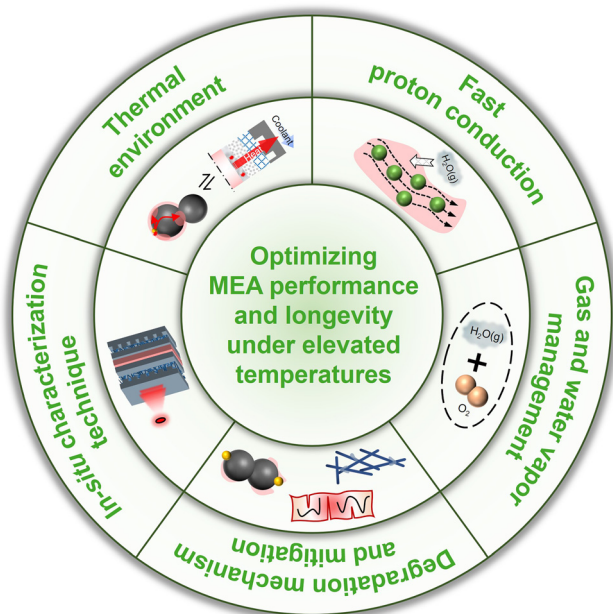 Thermal
environment
Fast
proton conduction
Gas and water vapor
management
Degradation mechanism
and mitigation
In-situ characterization
technique
Coolant
Heat
H₂O(g)
H₂O(g)
+
O₂
Optimizing
MEA performance
and longevity
under elevated
temperatures